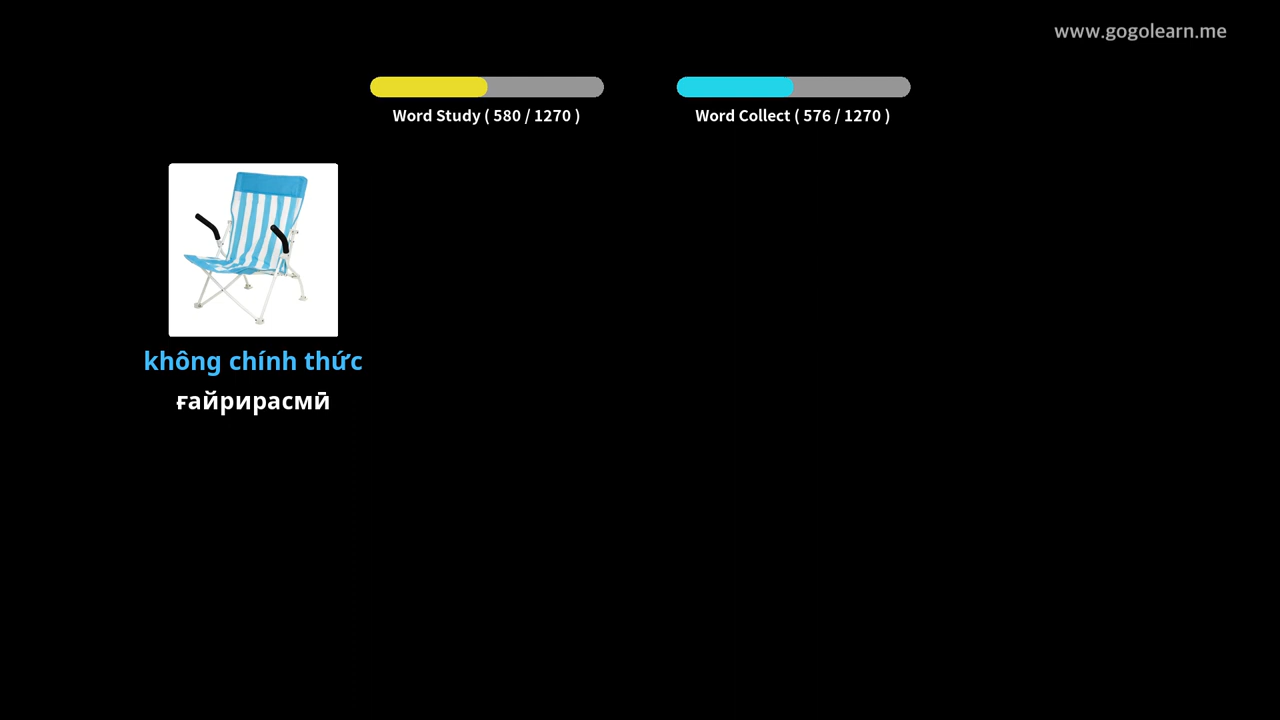 www.gogolearn.me
Word Study ( 580 / 1270 )
Word Collect ( 576 / 1270 )
không chính thức
ғайрирасмӣ